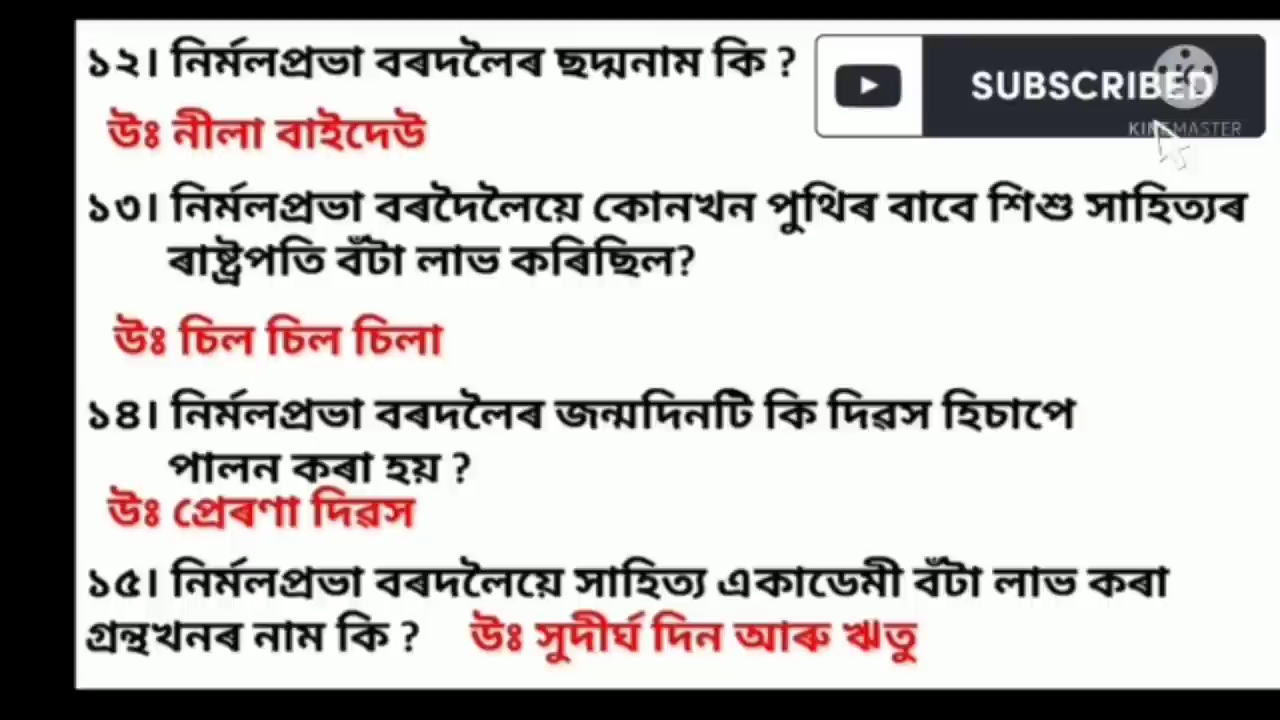 ১২। নিৰ্মলপ্ৰভা বৰদলৈৰ ছদ্মনাম কি ?
SUBSCRIBED
KINEMASTER
উঃ নীলা বাইদেউ
১৩। নিৰ্মলপ্ৰভা বৰদৈলৈয়ে কোনখন পুথিৰ বাবে শিশু সাহিত্যৰ
ৰাষ্ট্ৰপতি বঁটা লাভ কৰিছিল?
উঃ চিল চিল চিলা
১৪। নিৰ্মলপ্ৰভা বৰদলৈৰ জন্মদিনটি কি দিৱস হিচাপে
পালন কৰা হয় ?
উঃ প্ৰেৰণা দিৱস
১৫। নিৰ্মলপ্ৰভা বৰদলৈয়ে সাহিত্য একাডেমী বঁটা লাভ কৰা
গ্ৰন্থখনৰ নাম কি ? উঃ সুদীৰ্ঘ দিন আৰু ঋতু